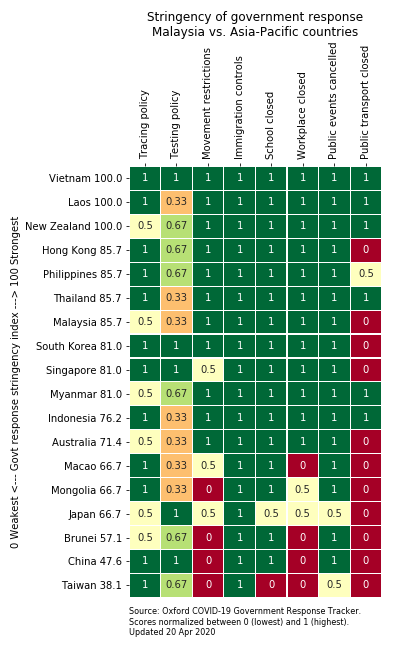 Stringency of government response
Malaysia vs. Asia-Pacific countries
Tracing policy
Testing policy
Movement restrictions
Immigration controls
School closed
Workplace closed
Public events cancelled
Public transport closed
0 Weakest <--- Govt response stringency index ---> 100 Strongest
Vietnam 100.0 1 1 1 1 1 1 1 1
Laos 100.0 1 0.33 1 1 1 1 1 1
New Zealand 100.0 0.5 0.67 1 1 1 1 1 1
Hong Kong 85.7 1 0.67 1 1 1 1 1 0
Philippines 85.7 1 0.67 1 1 1 1 1 0.5
Thailand 85.7 1 0.33 1 1 1 1 1 1
Malaysia 85.7 0.5 0.33 1 1 1 1 1 0
South Korea 81.0 1 1 1 1 1 1 1 0
Singapore 81.0 1 1 0.5 1 1 1 1 0
Myanmar 81.0 0.5 0.67 1 1 1 1 1 1
Indonesia 76.2 1 0.33 1 1 1 1 1 1
Australia 71.4 0.5 0.33 1 1 1 1 1 0
Macao 66.7 1 0.33 0.5 1 1 0 1 0
Mongolia 66.7 1 0.33 0 1 1 0.5 1 0
Japan 66.7 0.5 1 0.5 1 0.5 0.5 0.5 0
Brunei 57.1 0.5 0.67 0 1 1 0 1 0
China 47.6 1 1 0 1 1 0 1 0
Taiwan 38.1 1 0.67 0 1 0 0 0.5 0
Source: Oxford COVID-19 Government Response Tracker.
Scores normalized between 0 (lowest) and 1 (highest).
Updated 20 Apr 2020